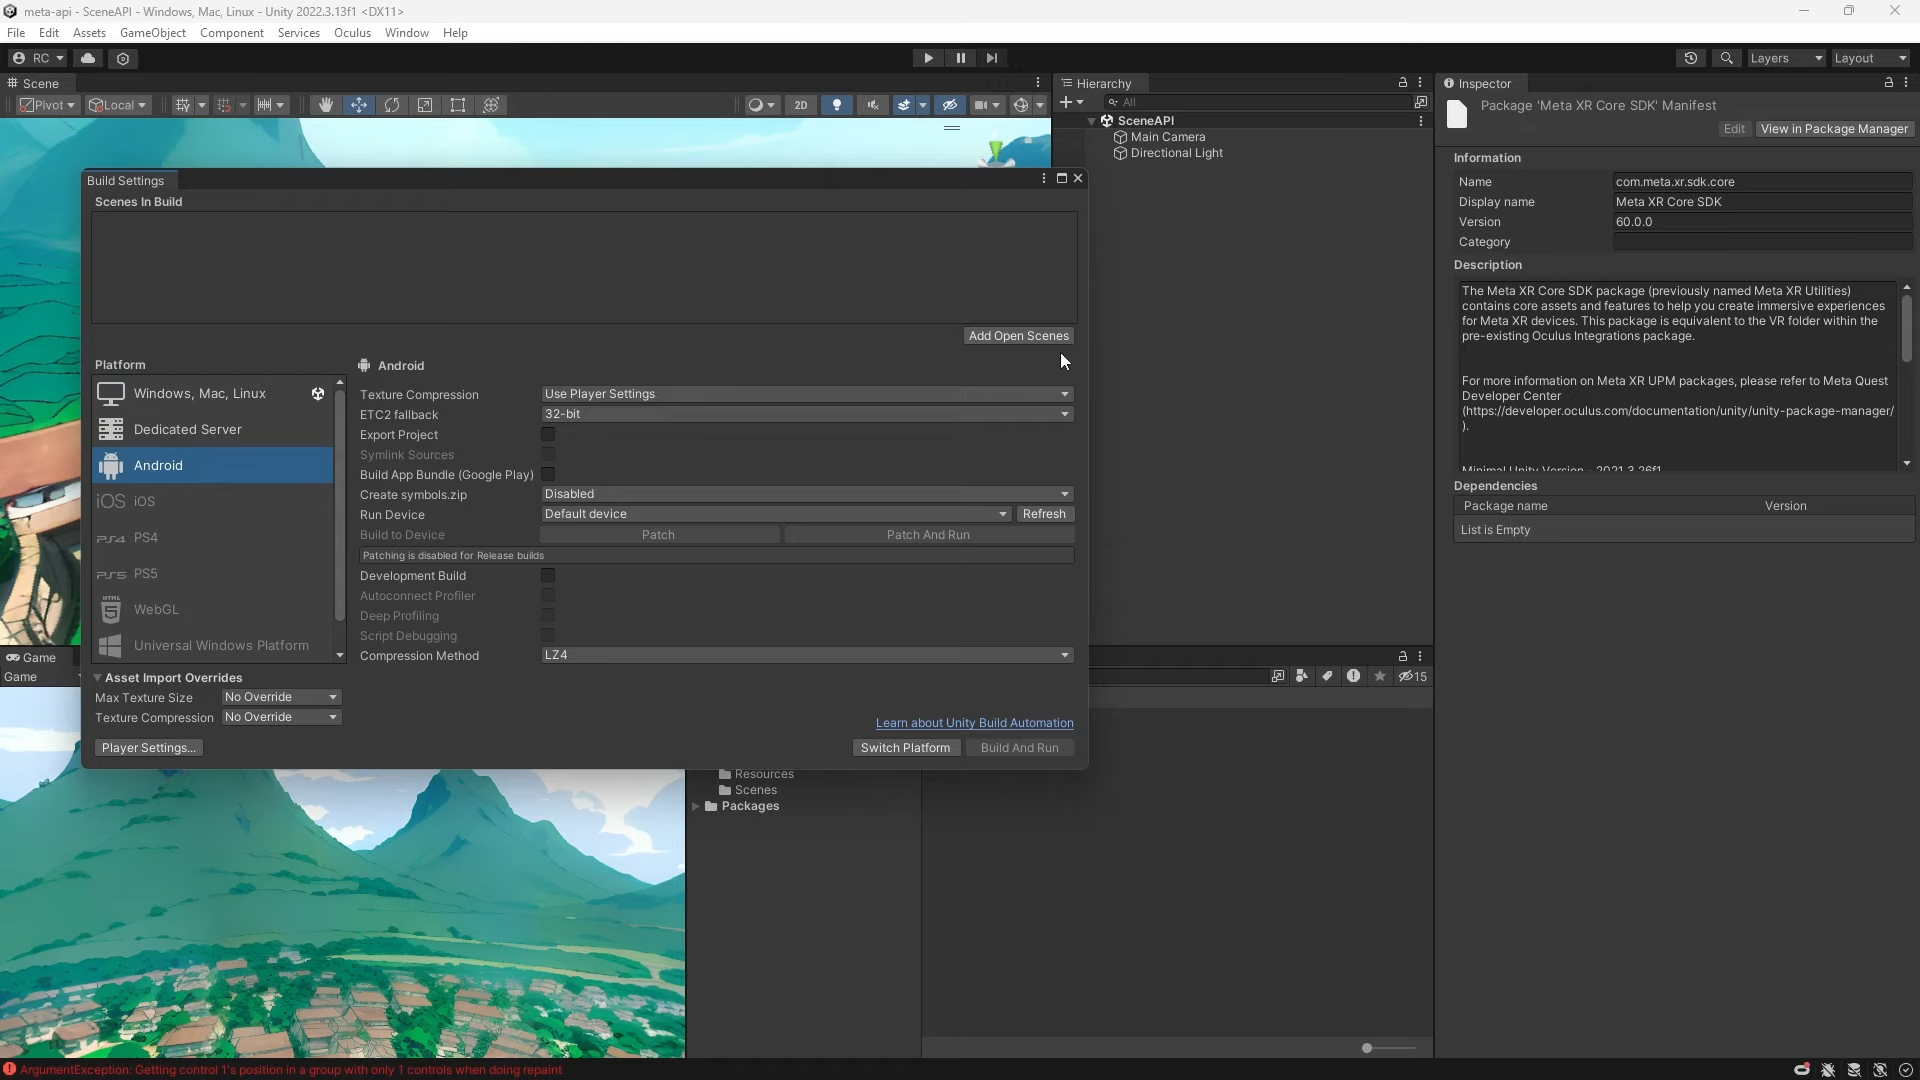 meta-api - SceneAPI - Windows, Mac, Linux - Unity 2022.3.13f1 <DX11>
File Edit Assets GameObject Component Services Oculus Window Help
RC
Layers
Layout
Scene
Pivot
Local
2D
Hierarchy
All
SceneAPI
Main Camera
Directional Light
Inspector
Package 'Meta XR Core SDK' Manifest
Edit
View in Package Manager
Information
Name com.meta.xr.sdk.core
Display name Meta XR Core SDK
Version 60.0.0
Category
Description
The Meta XR Core SDK package (previously named Meta XR Utilities)
contains core assets and features to help you create immersive experiences
for Meta XR devices. This package is equivalent to the VR folder within the
pre-existing Oculus Integrations package.
For more information on Meta XR UPM packages, please refer to Meta Quest
Developer Center
(https://developer.oculus.com/documentation/unity/unity-package-manager/
).
Minimal Unity Version - 2021.3.26f1
Dependencies
Package name Version
List is Empty
Build Settings
Scenes In Build
Add Open Scenes
Platform
Windows, Mac, Linux
Dedicated Server
Android
iOS iOS
PS4 PS4
PS5 PS5
HTML
5 WebGL
Universal Windows Platform
Android
Texture Compression Use Player Settings
ETC2 fallback 32-bit
Export Project
Symlink Sources
Build App Bundle (Google Play)
Create symbols.zip Disabled
Run Device Default device Refresh
Build to Device Patch Patch And Run
Patching is disabled for Release builds
Development Build
Autoconnect Profiler
Deep Profiling
Script Debugging
Compression Method LZ4
Asset Import Overrides
Max Texture Size No Override
Texture Compression No Override
Learn about Unity Build Automation
Player Settings...
Switch Platform
Build And Run
Game
Game
15
Resources
Scenes
Packages
ArgumentException: Getting control 1's position in a group with only 1 controls when doing repaint